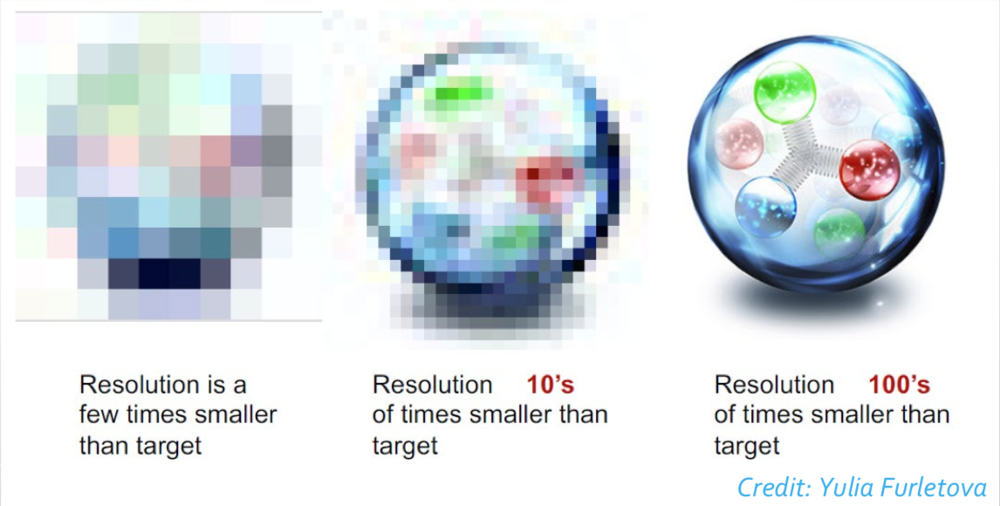 Resolution is a
few times smaller
than target
Resolution 10's
of times smaller than
target
Resolution 100's
of times smaller than
target
Credit: Yulia Furletova